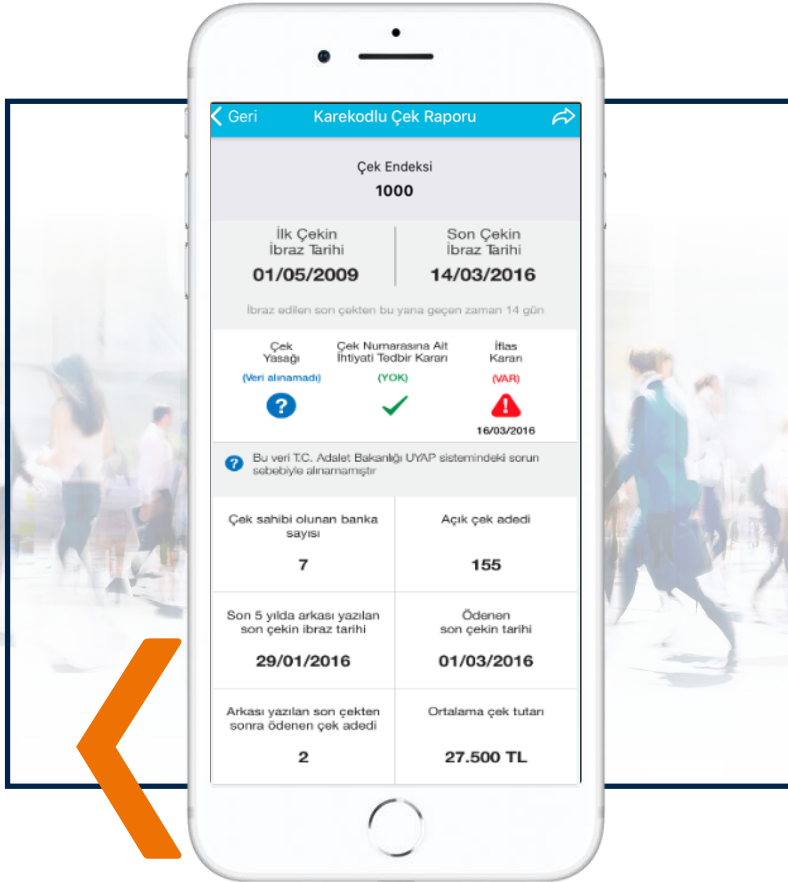 Geri Karekodlu Çek Raporu
Çek Endeksi
1000
İlk Çekin
İbraz Tarihi
01/05/2009
Son Çekin
İbraz Tarihi
14/03/2016
İbraz edilen son çekten bu yana geçen zaman 14 gün
Çek
Yasağı
(Veri alınamadı)
Çek Numarasına Ait
İhtiyati Tedbir Kararı
(YOK)
İflas
Kararı
(VAR)
16/03/2016
Bu veri T.C. Adalet Bakanlığı UYAP sistemindeki sorun
sebebiyle alınamamıştır
Çek sahibi olunan banka
sayısı
7
Açık çek adedi
155
Son 5 yılda arkası yazılan
son çekin ibraz tarihi
29/01/2016
Ödenen
son çekin tarihi
01/03/2016
Arkası yazılan son çekten
sonra ödenen çek adedi
2
Ortalama çek tutarı
27.500 TL